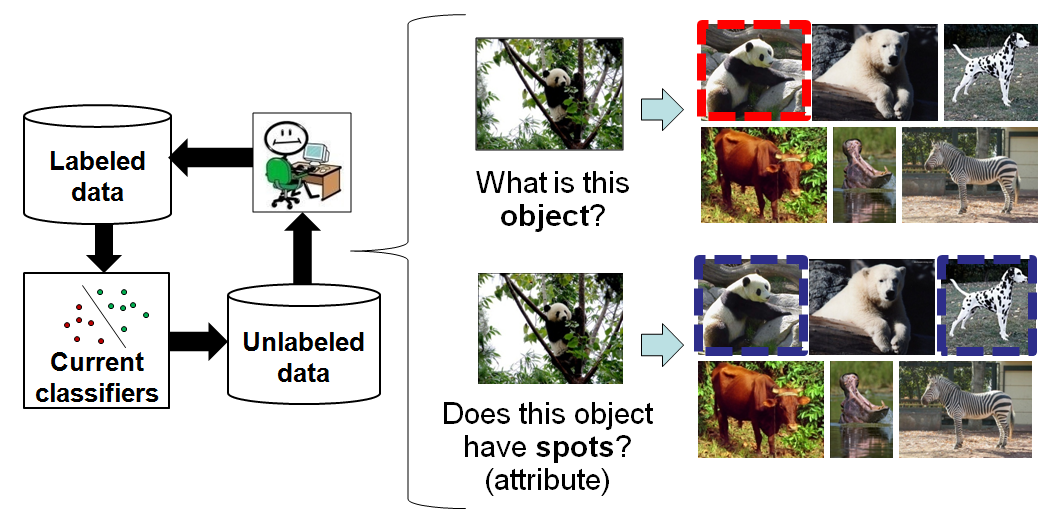 Labeled
data
Current
classifiers
Unlabeled
data
What is this
object?
Does this object
have spots?
(attribute)